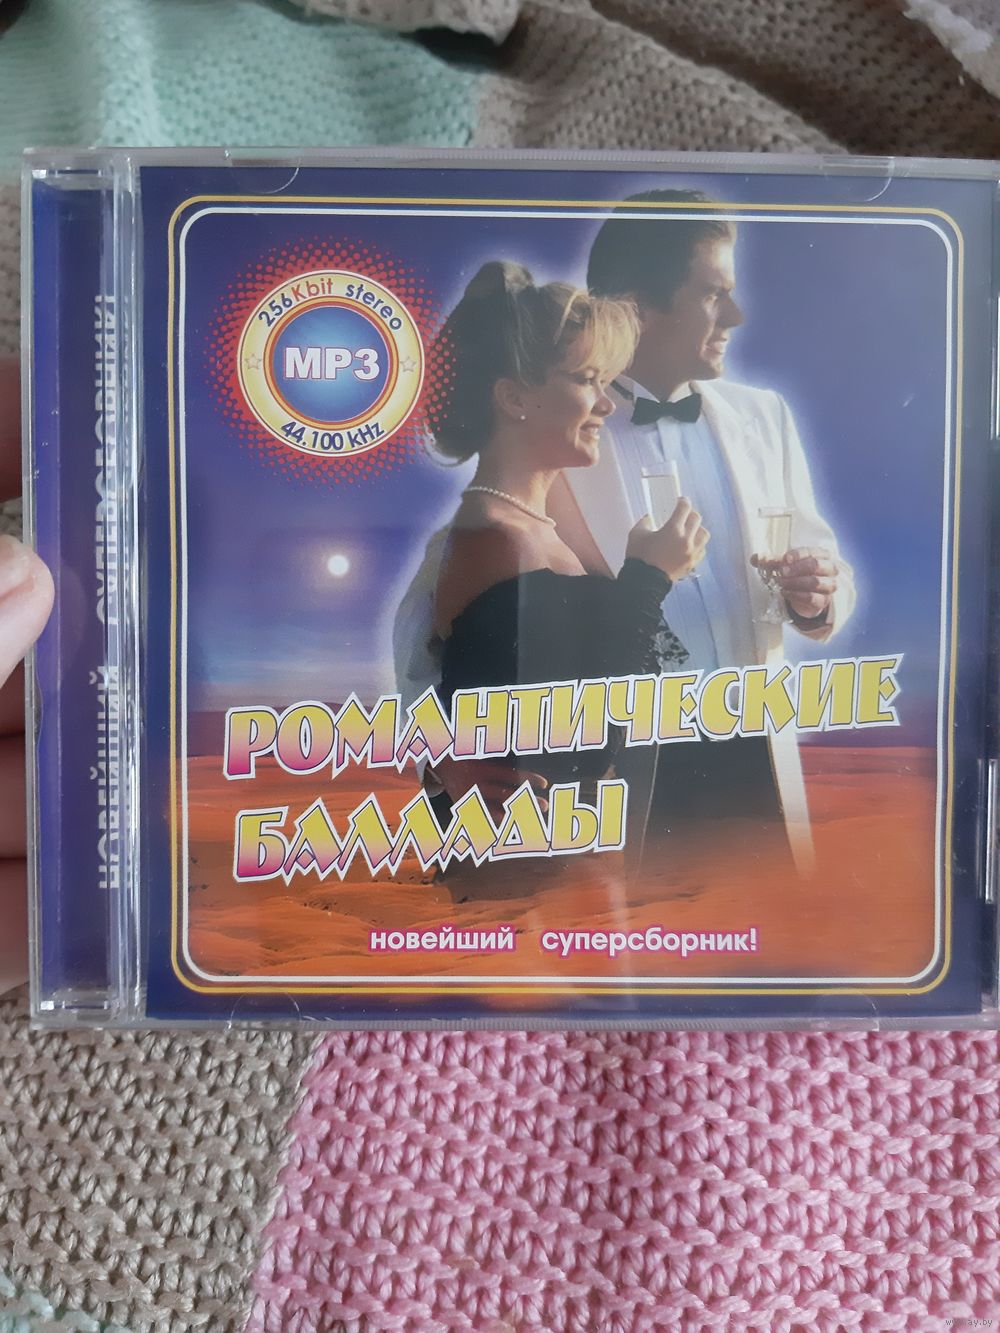 НОВЕЙШИЙ СУПЕРСБОРНИК!
256Kbit stereo
MP3
44.100 kHz
РОМАНТИЧЕСКИЕ
БАЛЛАДЫ
новейший суперсборник!